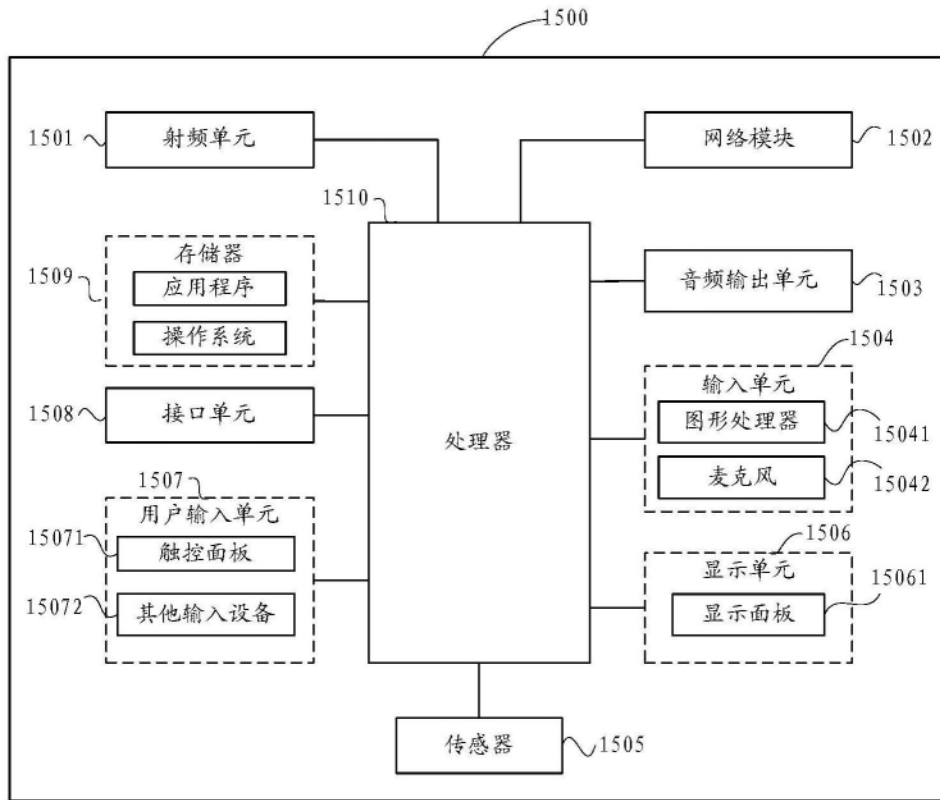 1500
1501
射频单元
网络模块
1502
1510
存储器
1509
应用程序
操作系统
音频输出单元
1503
1504
1508
接口单元
处理器
输入单元
图形处理器
15041
麦克风
15042
1507
用户输入单元
15071
触控面板
15072
其他输入设备
1506
显示单元
15061
显示面板
传感器
1505